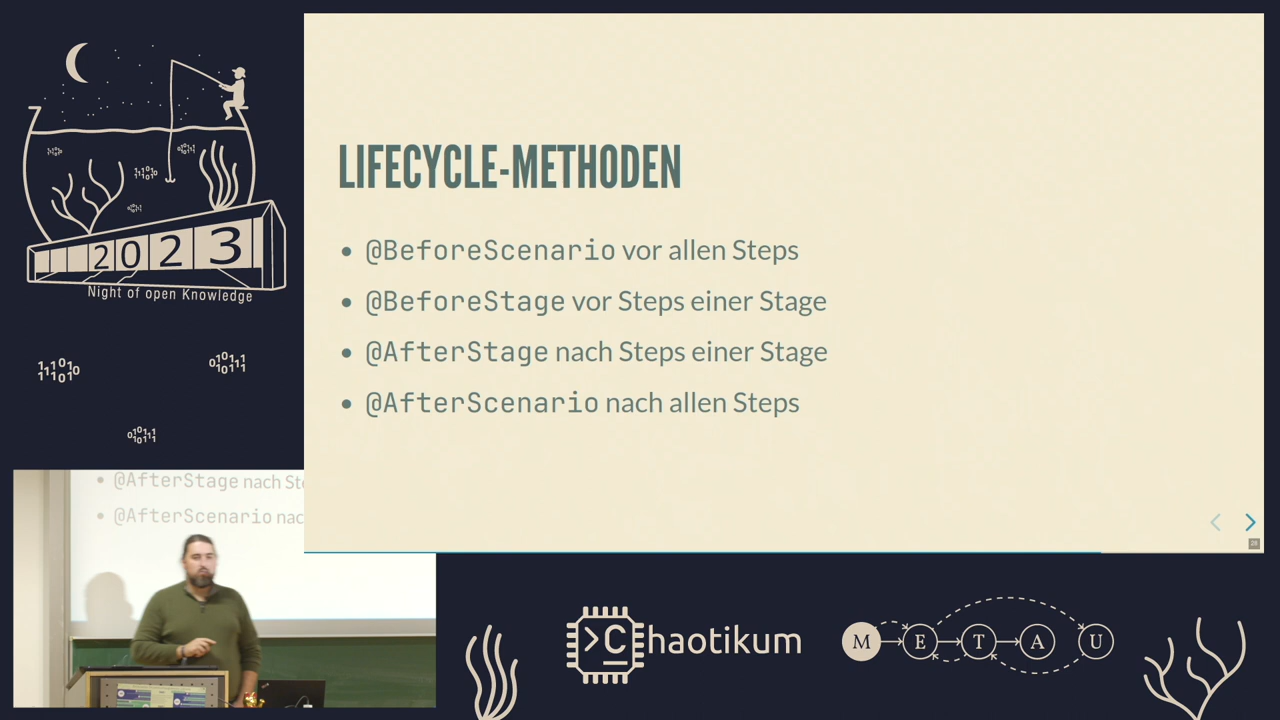 LIFECYCLE-METHODEN
• @BeforeScenario vor allen Steps
• @BeforeStage vor Steps einer Stage
• @AfterStage nach Steps einer Stage
• @AfterScenario nach allen Steps
2023
Night of open Knowledge
• @AfterStage nach Ste
• @AfterScenario nac
>C haotikum
M E T A U